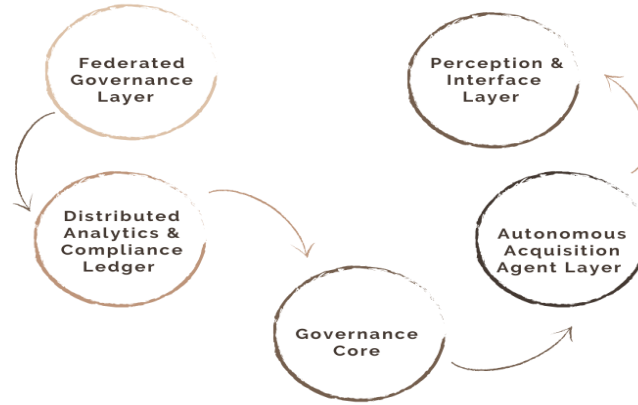 Federated
Governance
Layer
Perception &
Interface
Layer
Distributed
Analytics &
Compliance
Ledger
Autonomous
Acquisition
Agent Layer
Governance
Core